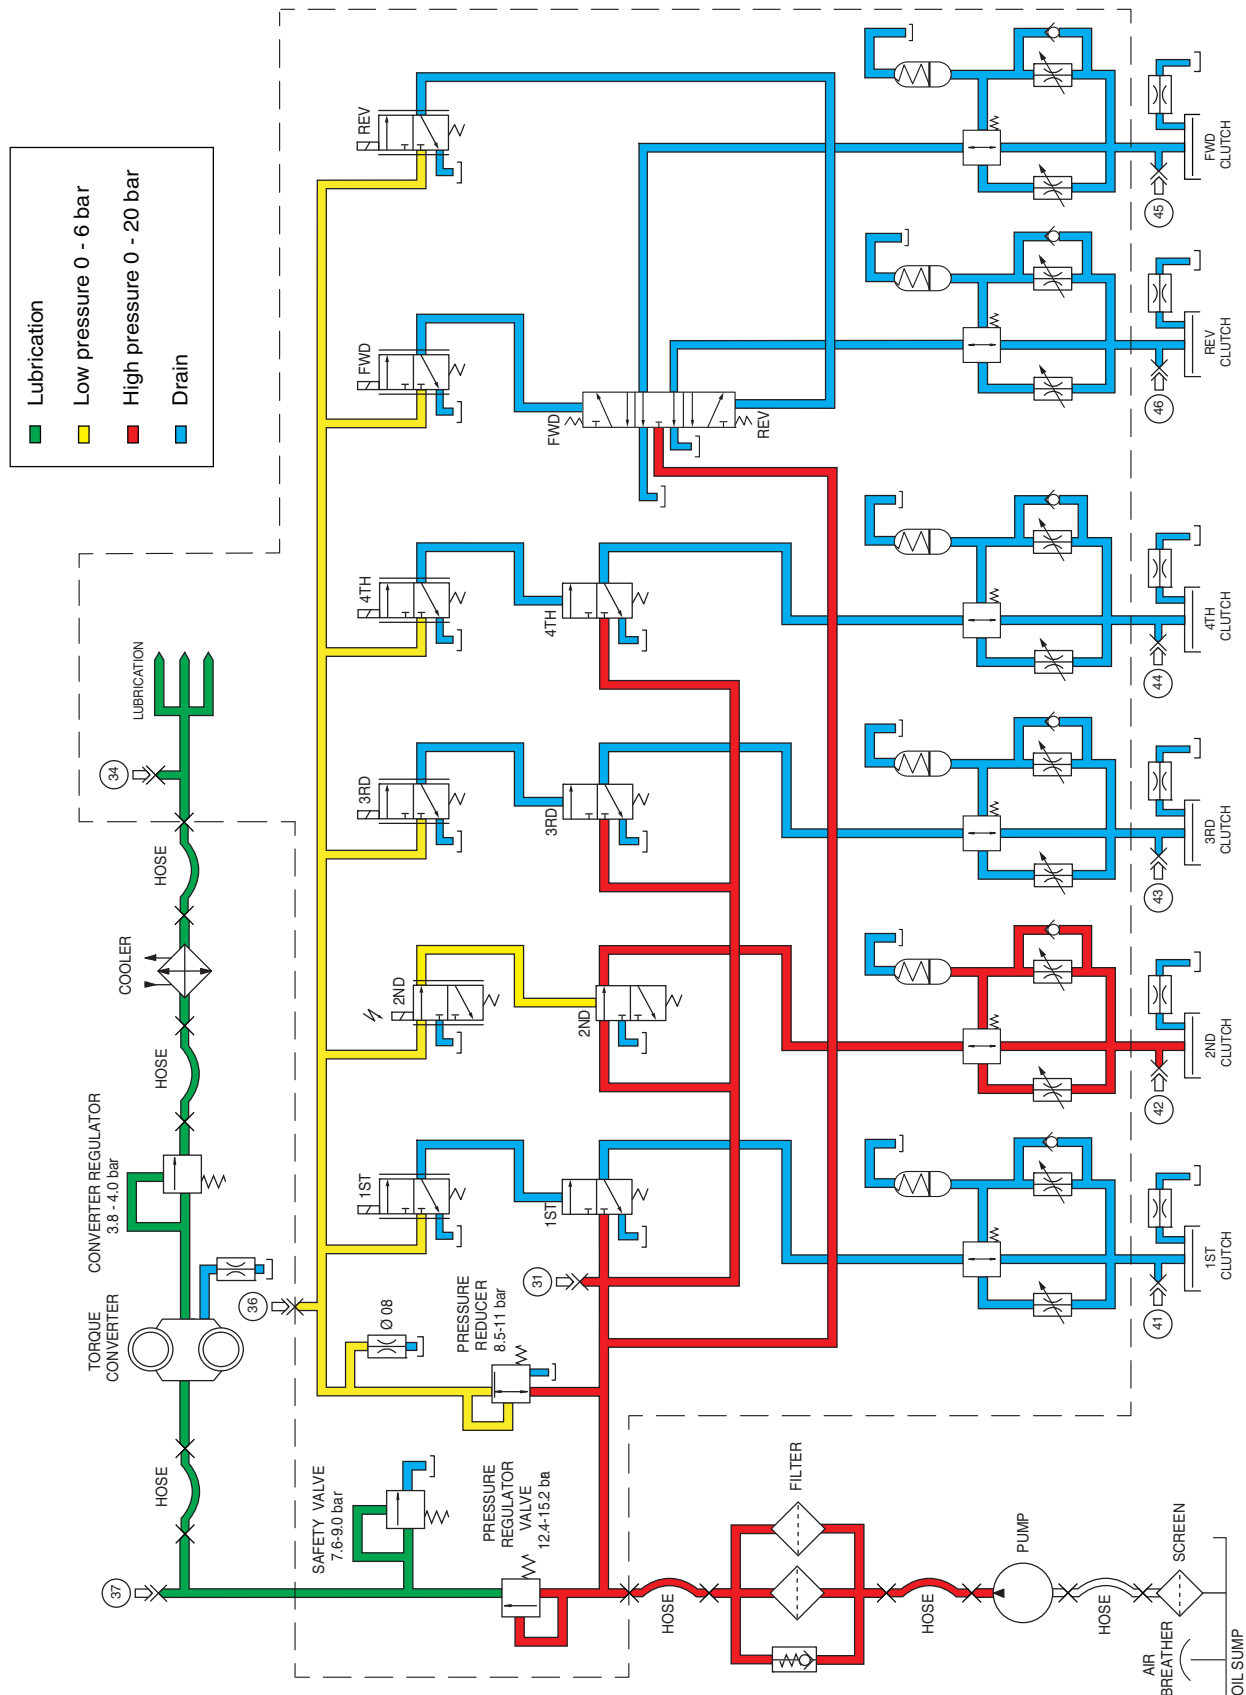 Lubrication
Low pressure 0 - 6 bar
High pressure 0 - 20 bar
Drain
37
HOSE
TORQUE
CONVERTER
CONVERTER REGULATOR
3.8 - 4.0 bar
HOSE
COOLER
HOSE
34
LUBRICATION
36
SAFETY VALVE
7.6-9.0 bar
Ø 08
PRESSURE
REDUCER
8.5-11 bar
PRESSURE
REGULATOR
VALVE
12.4-15.2 ba
1ST
2ND
3RD
4TH
FWD
REV
31
1ST
2ND
3RD
4TH
FWD
REV
HOSE
FILTER
HOSE
PUMP
HOSE
SCREEN
AIR
BREATHER
OIL SUMP
41
1ST
CLUTCH
42
2ND
CLUTCH
43
3RD
CLUTCH
44
4TH
CLUTCH
46
REV
CLUTCH
45
FWD
CLUTCH